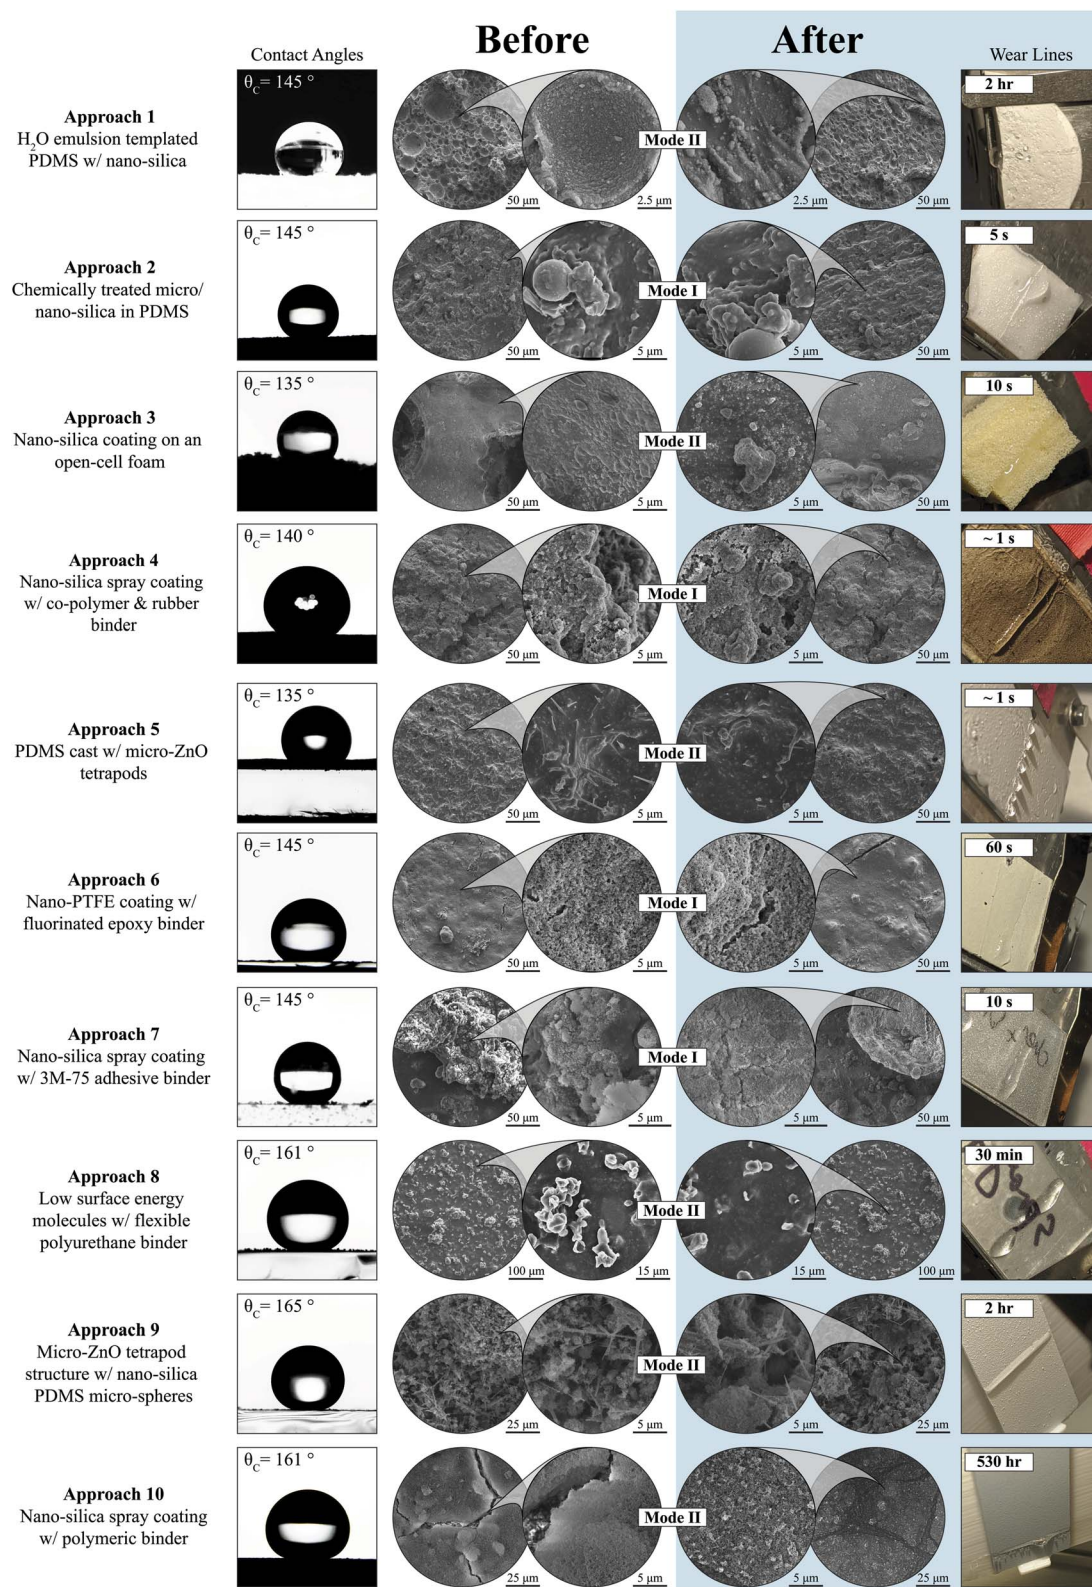 Before
After
Contact Angles
Wear Lines
Approach 1
H₂O emulsion templated
PDMS w/ nano-silica
θC= 145 °
50 μm
2.5 μm
Mode II
2.5 μm
50 μm
2 hr
Approach 2
Chemically treated micro/
nano-silica in PDMS
θC= 145 °
50 μm
5 μm
Mode I
5 μm
50 μm
5 s
Approach 3
Nano-silica coating on an
open-cell foam
θC= 135 °
50 μm
5 μm
Mode II
5 μm
50 μm
10 s
Approach 4
Nano-silica spray coating
w/ co-polymer & rubber
binder
θC= 140 °
50 μm
5 μm
Mode I
5 μm
50 μm
~ 1 s
Approach 5
PDMS cast w/ micro-ZnO
tetrapods
θC= 135 °
50 μm
5 μm
Mode II
5 μm
50 μm
~ 1 s
Approach 6
Nano-PTFE coating w/
fluorinated epoxy binder
θC= 145 °
50 μm
5 μm
Mode I
5 μm
50 μm
60 s
Approach 7
Nano-silica spray coating
w/ 3M-75 adhesive binder
θC= 145 °
50 μm
5 μm
Mode I
5 μm
50 μm
10 s
Approach 8
Low surface energy
molecules w/ flexible
polyurethane binder
θC= 161 °
100 μm
15 μm
Mode II
15 μm
100 μm
30 min
Approach 9
Micro-ZnO tetrapod
structure w/ nano-silica
PDMS micro-spheres
θC= 165 °
25 μm
5 μm
Mode II
5 μm
25 μm
2 hr
Approach 10
Nano-silica spray coating
w/ polymeric binder
θC= 161 °
25 μm
5 μm
Mode II
5 μm
25 μm
530 hr